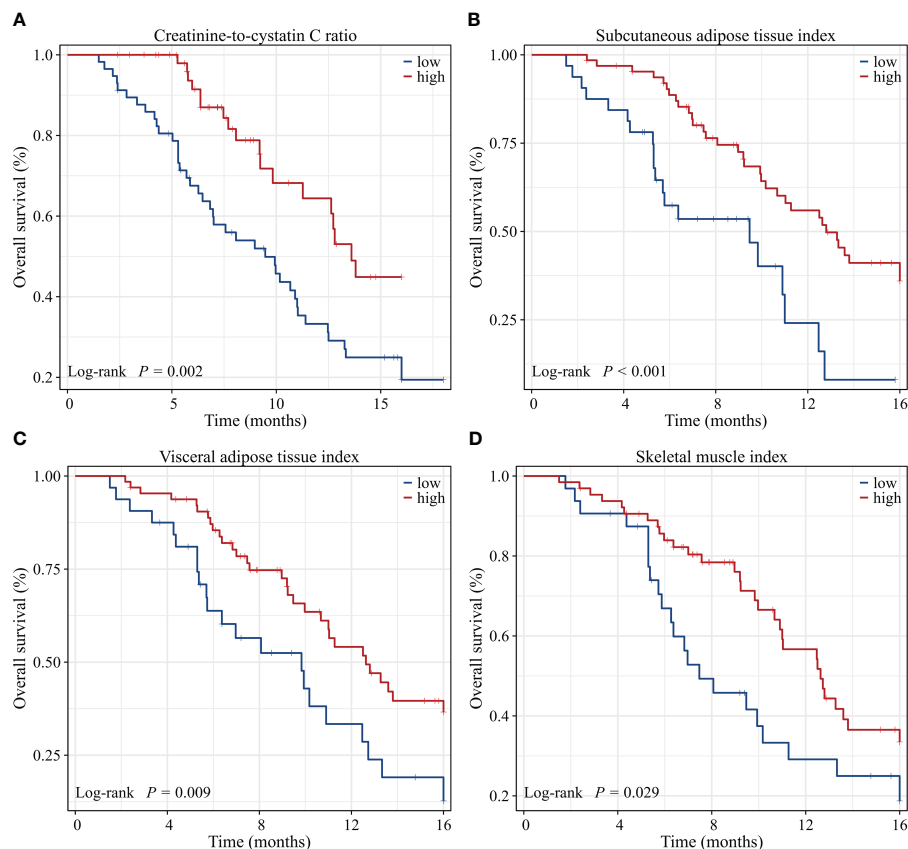 A
Creatinine-to-cystatin C ratio
low
high
1.0
0.8
0.6
0.4
0.2
Overall survival (%)
Log-rank P = 0.002
0
5
10
15
Time (months)
B
Subcutaneous adipose tissue index
low
high
1.00
0.75
0.50
0.25
Overall survival (%)
Log-rank P < 0.001
0
4
8
12
16
Time (months)
C
Visceral adipose tissue index
low
high
1.00
0.75
0.50
0.25
Overall survival (%)
Log-rank P = 0.009
0
4
8
12
16
Time (months)
D
Skeletal muscle index
low
high
1.0
0.8
0.6
0.4
0.2
Overall survival (%)
Log-rank P = 0.029
0
4
8
12
16
Time (months)